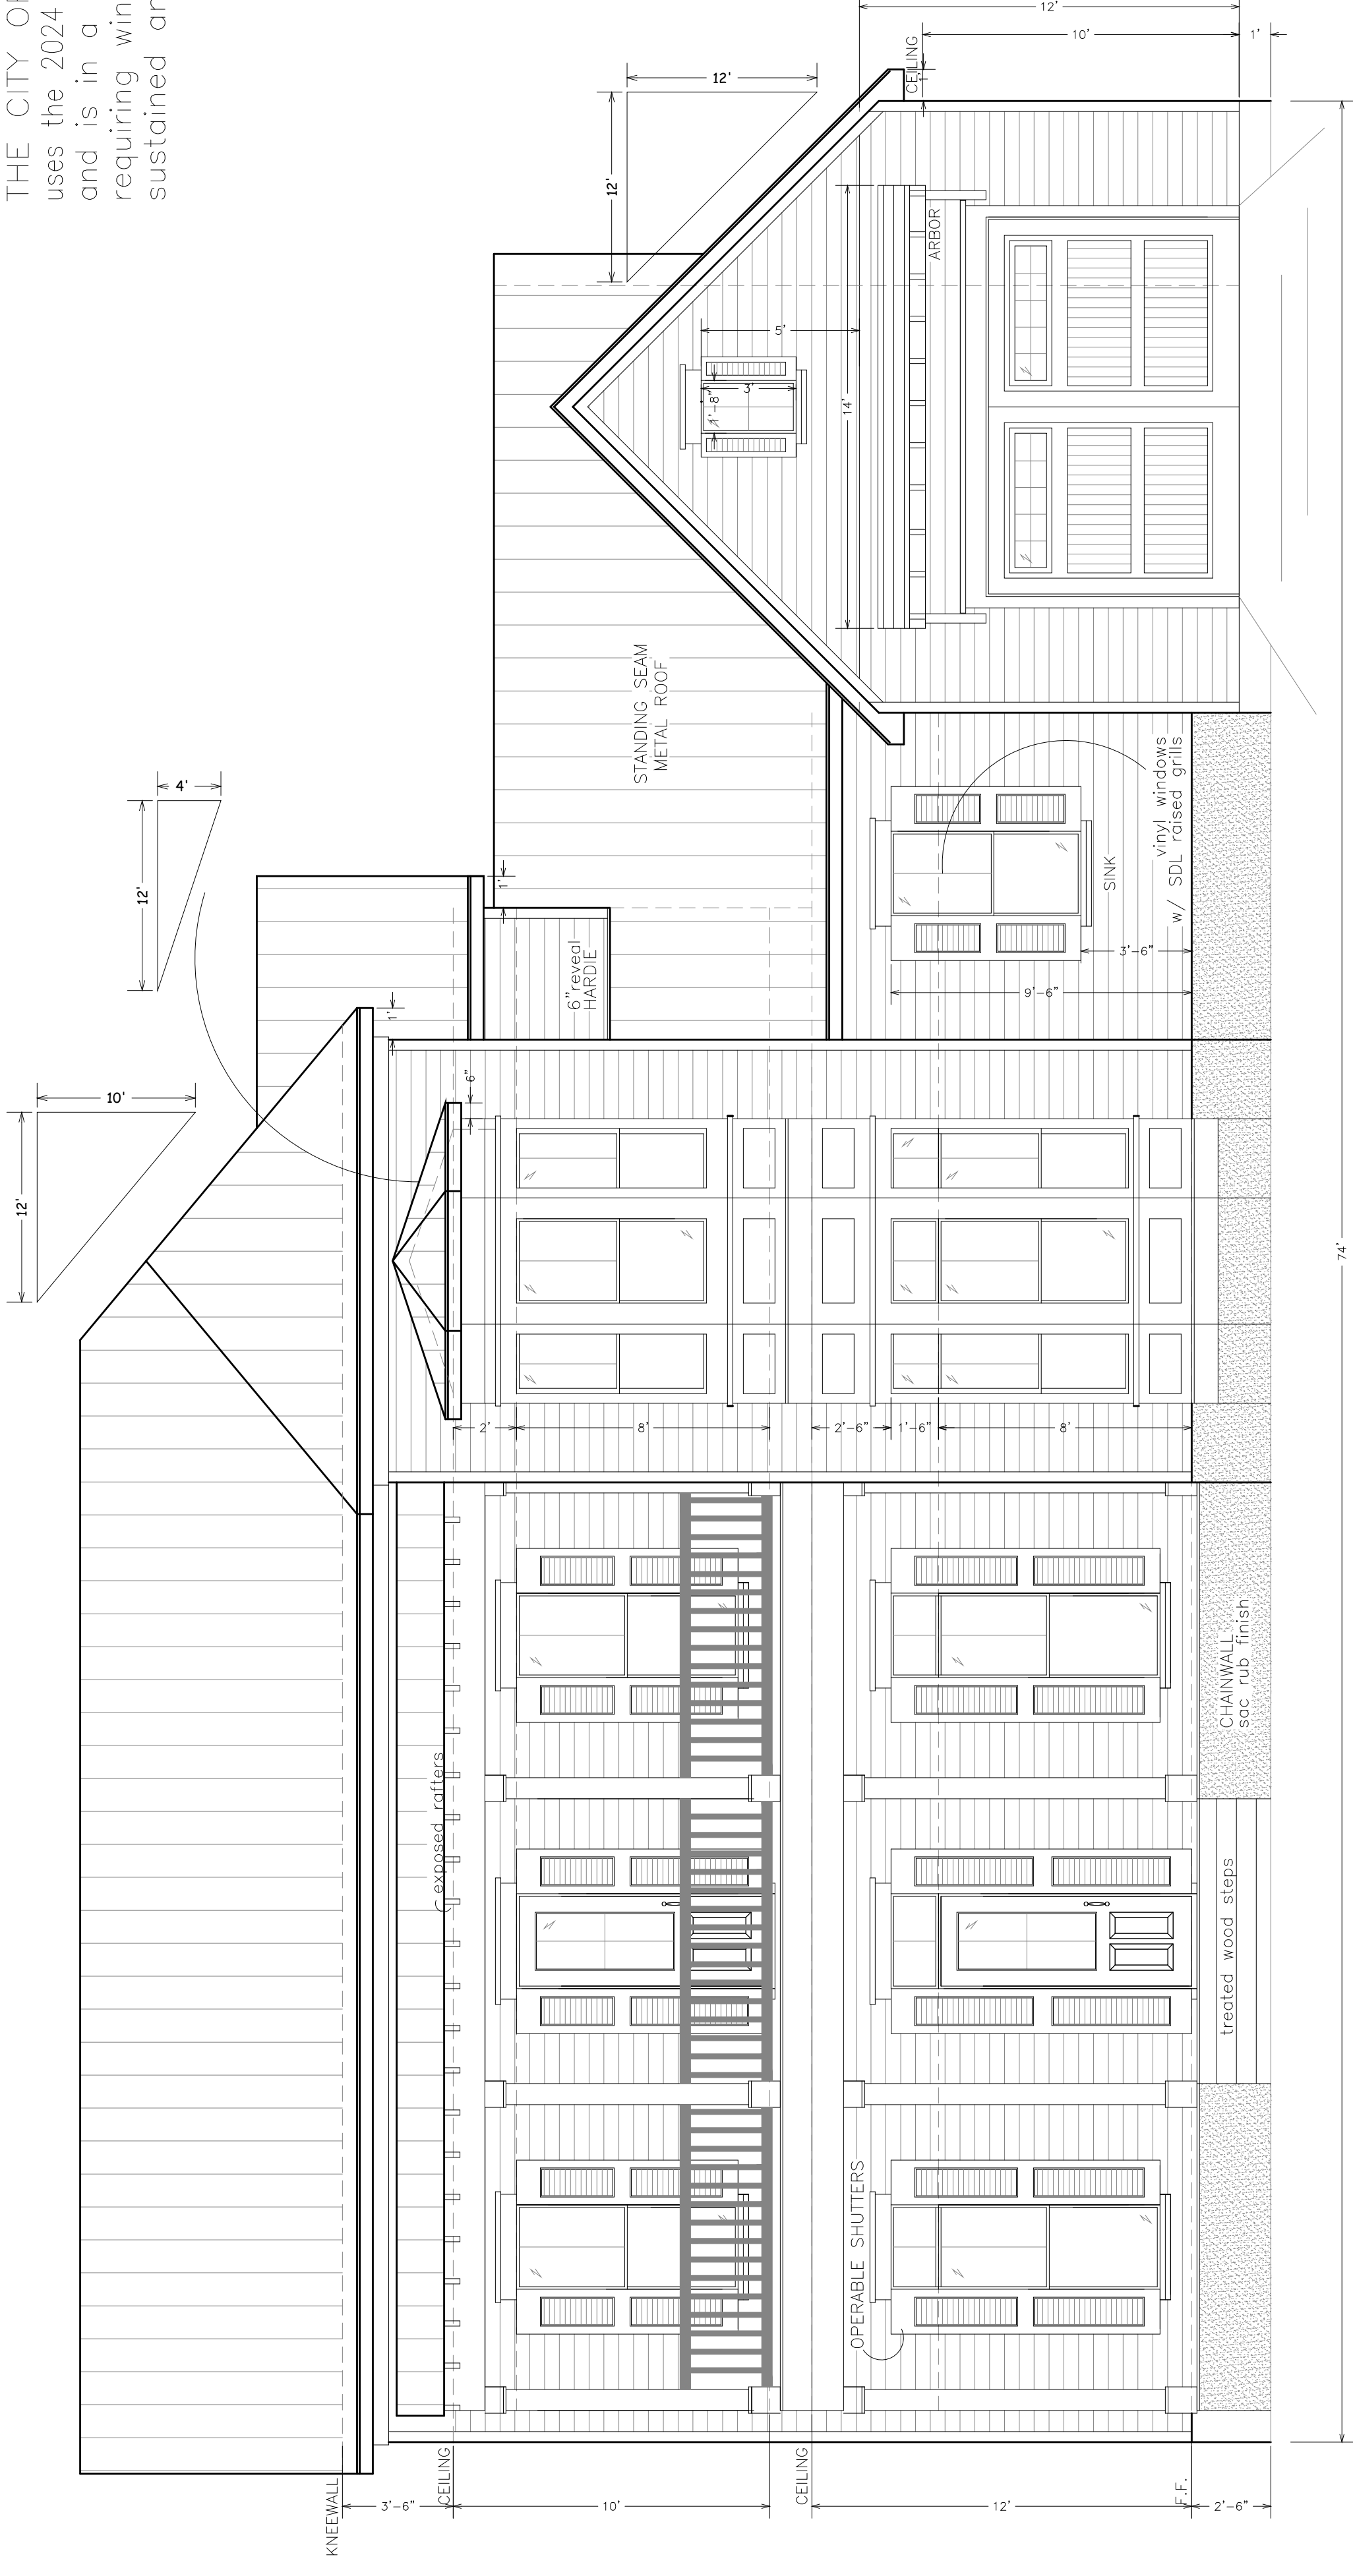 THE CITY OF
uses the 2024
and is in a
requiring win
sustained an
12'
10'
12'
4'
12'
12'
KNEEWALL
3'-6"
CEILING
10'
CEILING
12'
F.F.
2'-6"
exposed rafters
OPERABLE SHUTTERS
treated wood steps
CHAINWALL
sac rub finish
2'
8'
2'-6"
1'-6"
8'
6"
1'
1'
6"reveal
HARDIE
STANDING SEAM
METAL ROOF
9'-6"
3'-6"
SINK
vinyl windows
w/ SDL raised grills
1'-8"
3'
5'
14'
ARBOR
CEILING
1'
12'
10'
1'
74'